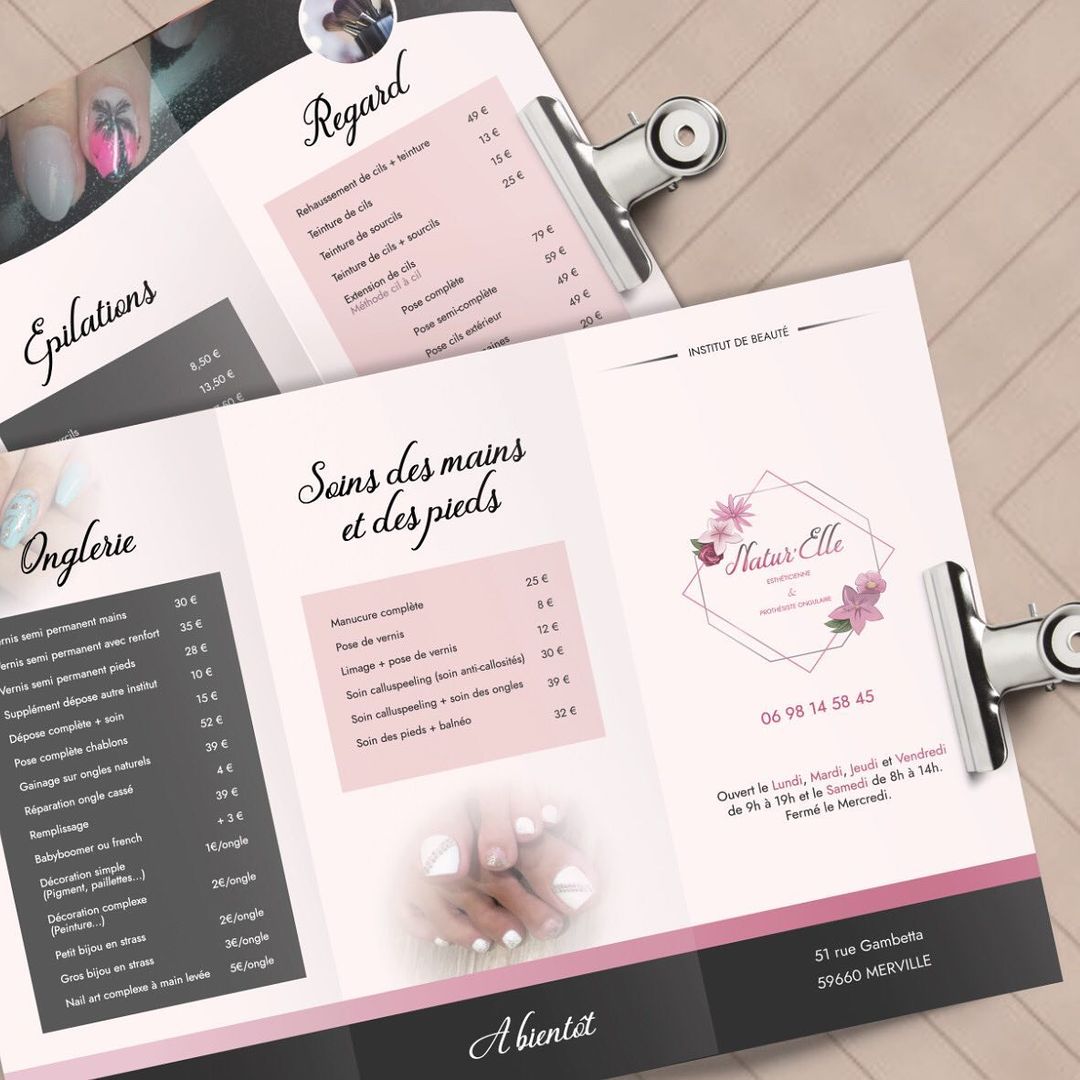 Regard
Rehaussement de cils + teinture 49 €
Teinture de cils 13 €
Teinture de sourcils 15 €
Teinture de cils + sourcils 25 €
Extension de cils
Méthode cil à cil
Pose complète 79 €
Pose semi-complète 59 €
Pose cils extérieur 49 €
49 €
20 €
Epilations
8,50 €
13,50 €
Onglerie
ernis semi permanent mains 30 €
Vernis semi permanent avec renfort 35 €
Vernis semi permanent pieds 28 €
Supplément dépose autre institut 10 €
Dépose complète + soin 15 €
Pose complète chablons 52 €
Gainage sur ongles naturels 39 €
Réparation ongle cassé 4 €
Remplissage 39 €
Babyboomer ou french + 3 €
Décoration simple 1€/ongle
(Pigment, paillettes...)
Décoration complexe 2€/ongle
(Peinture...)
Petit bijou en strass 2€/ongle
Gros bijou en strass 3€/ongle
Nail art complexe à main levée 5€/ongle
Soins des mains
et des pieds
Manucure complète 25 €
Pose de vernis 8 €
Limage + pose de vernis 12 €
Soin calluspeeling (soin anti-callosités) 30 €
Soin calluspeeling + soin des ongles 39 €
Soin des pieds + balnéo 32 €
A bientôt
INSTITUT DE BEAUTÉ
Natur'Elle
ESTHÉTICIENNE
&
PROTHÉSISTE ONGULAIRE
06 98 14 58 45
Ouvert le Lundi, Mardi, Jeudi et Vendredi
de 9h à 19h et le Samedi de 8h à 14h.
Fermé le Mercredi.
51 rue Gambetta
59660 MERVILLE